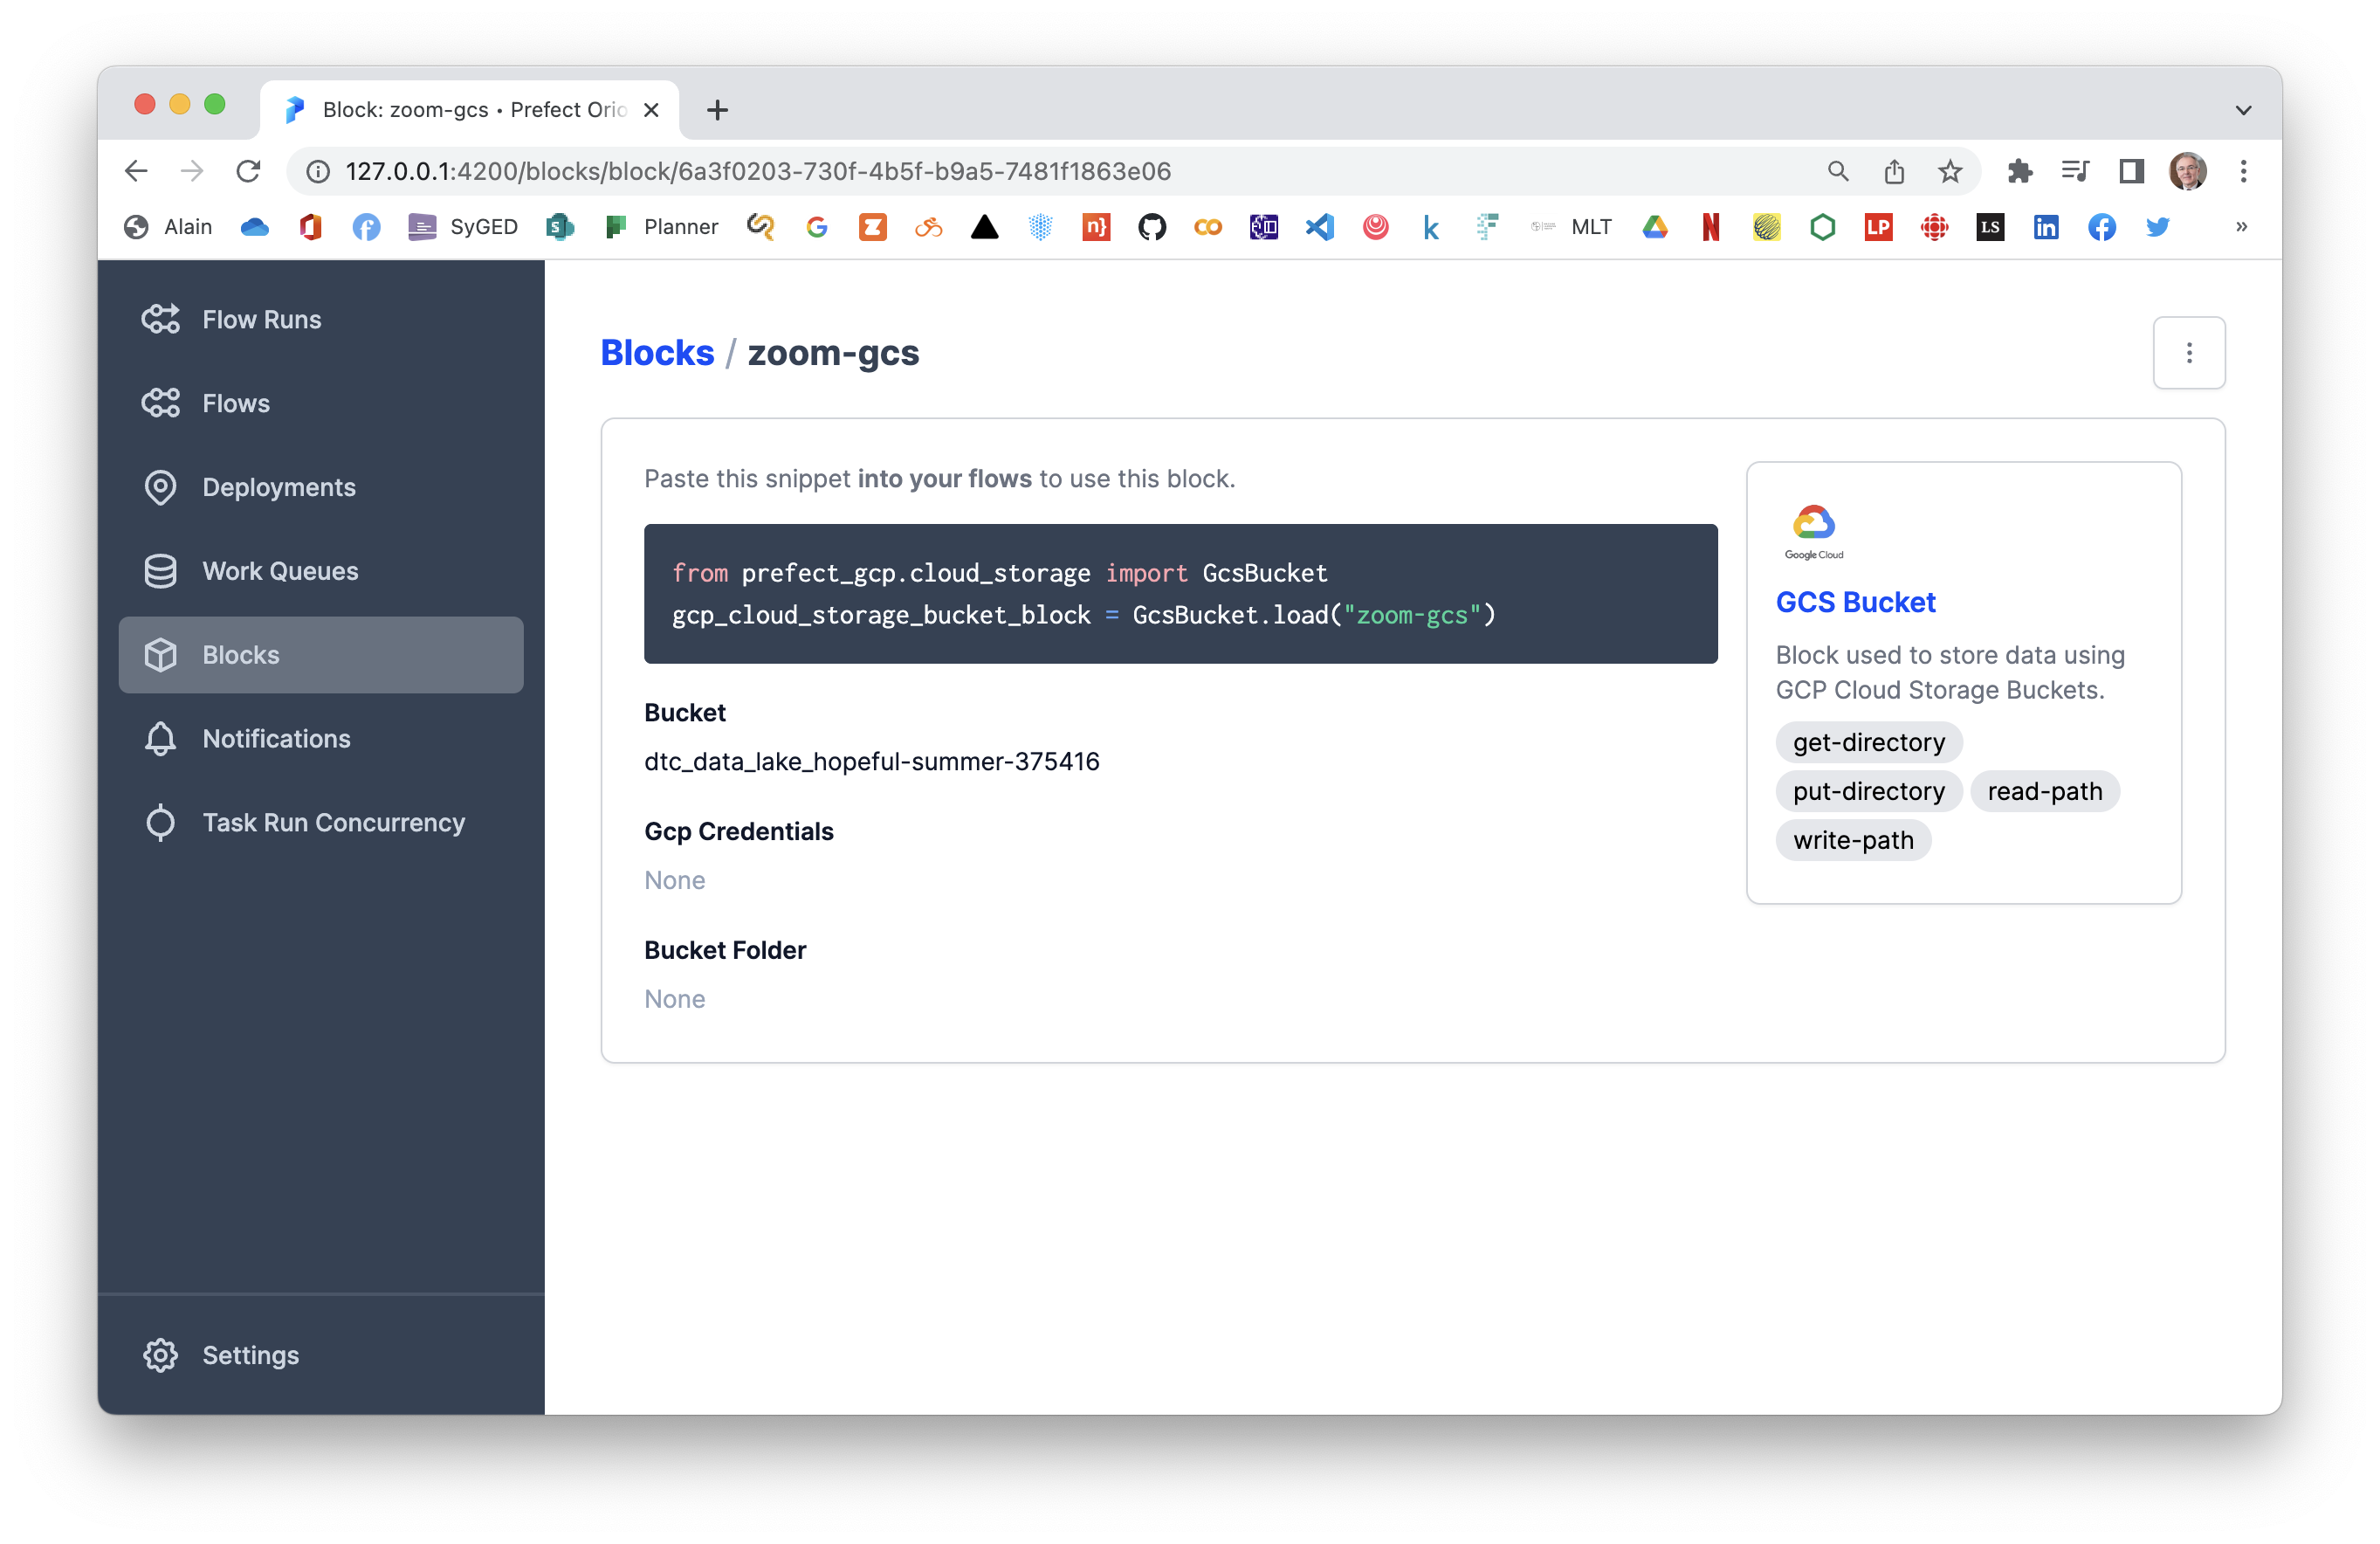 Block: zoom-gcs • Prefect Orio
127.0.0.1:4200/blocks/block/6a3f0203-730f-4b5f-b9a5-7481f1863e06
Alain SyGED Planner MLT LP LS
Flow Runs
Flows
Deployments
Work Queues
Blocks
Notifications
Task Run Concurrency
Settings
Blocks / zoom-gcs
Paste this snippet into your flows to use this block.
from prefect_gcp.cloud_storage import GcsBucket
gcp_cloud_storage_bucket_block = GcsBucket.load("zoom-gcs")
Bucket
dtc_data_lake_hopeful-summer-375416
Gcp Credentials
None
Bucket Folder
None
Google Cloud
GCS Bucket
Block used to store data using
GCP Cloud Storage Buckets.
get-directory
put-directory read-path
write-path